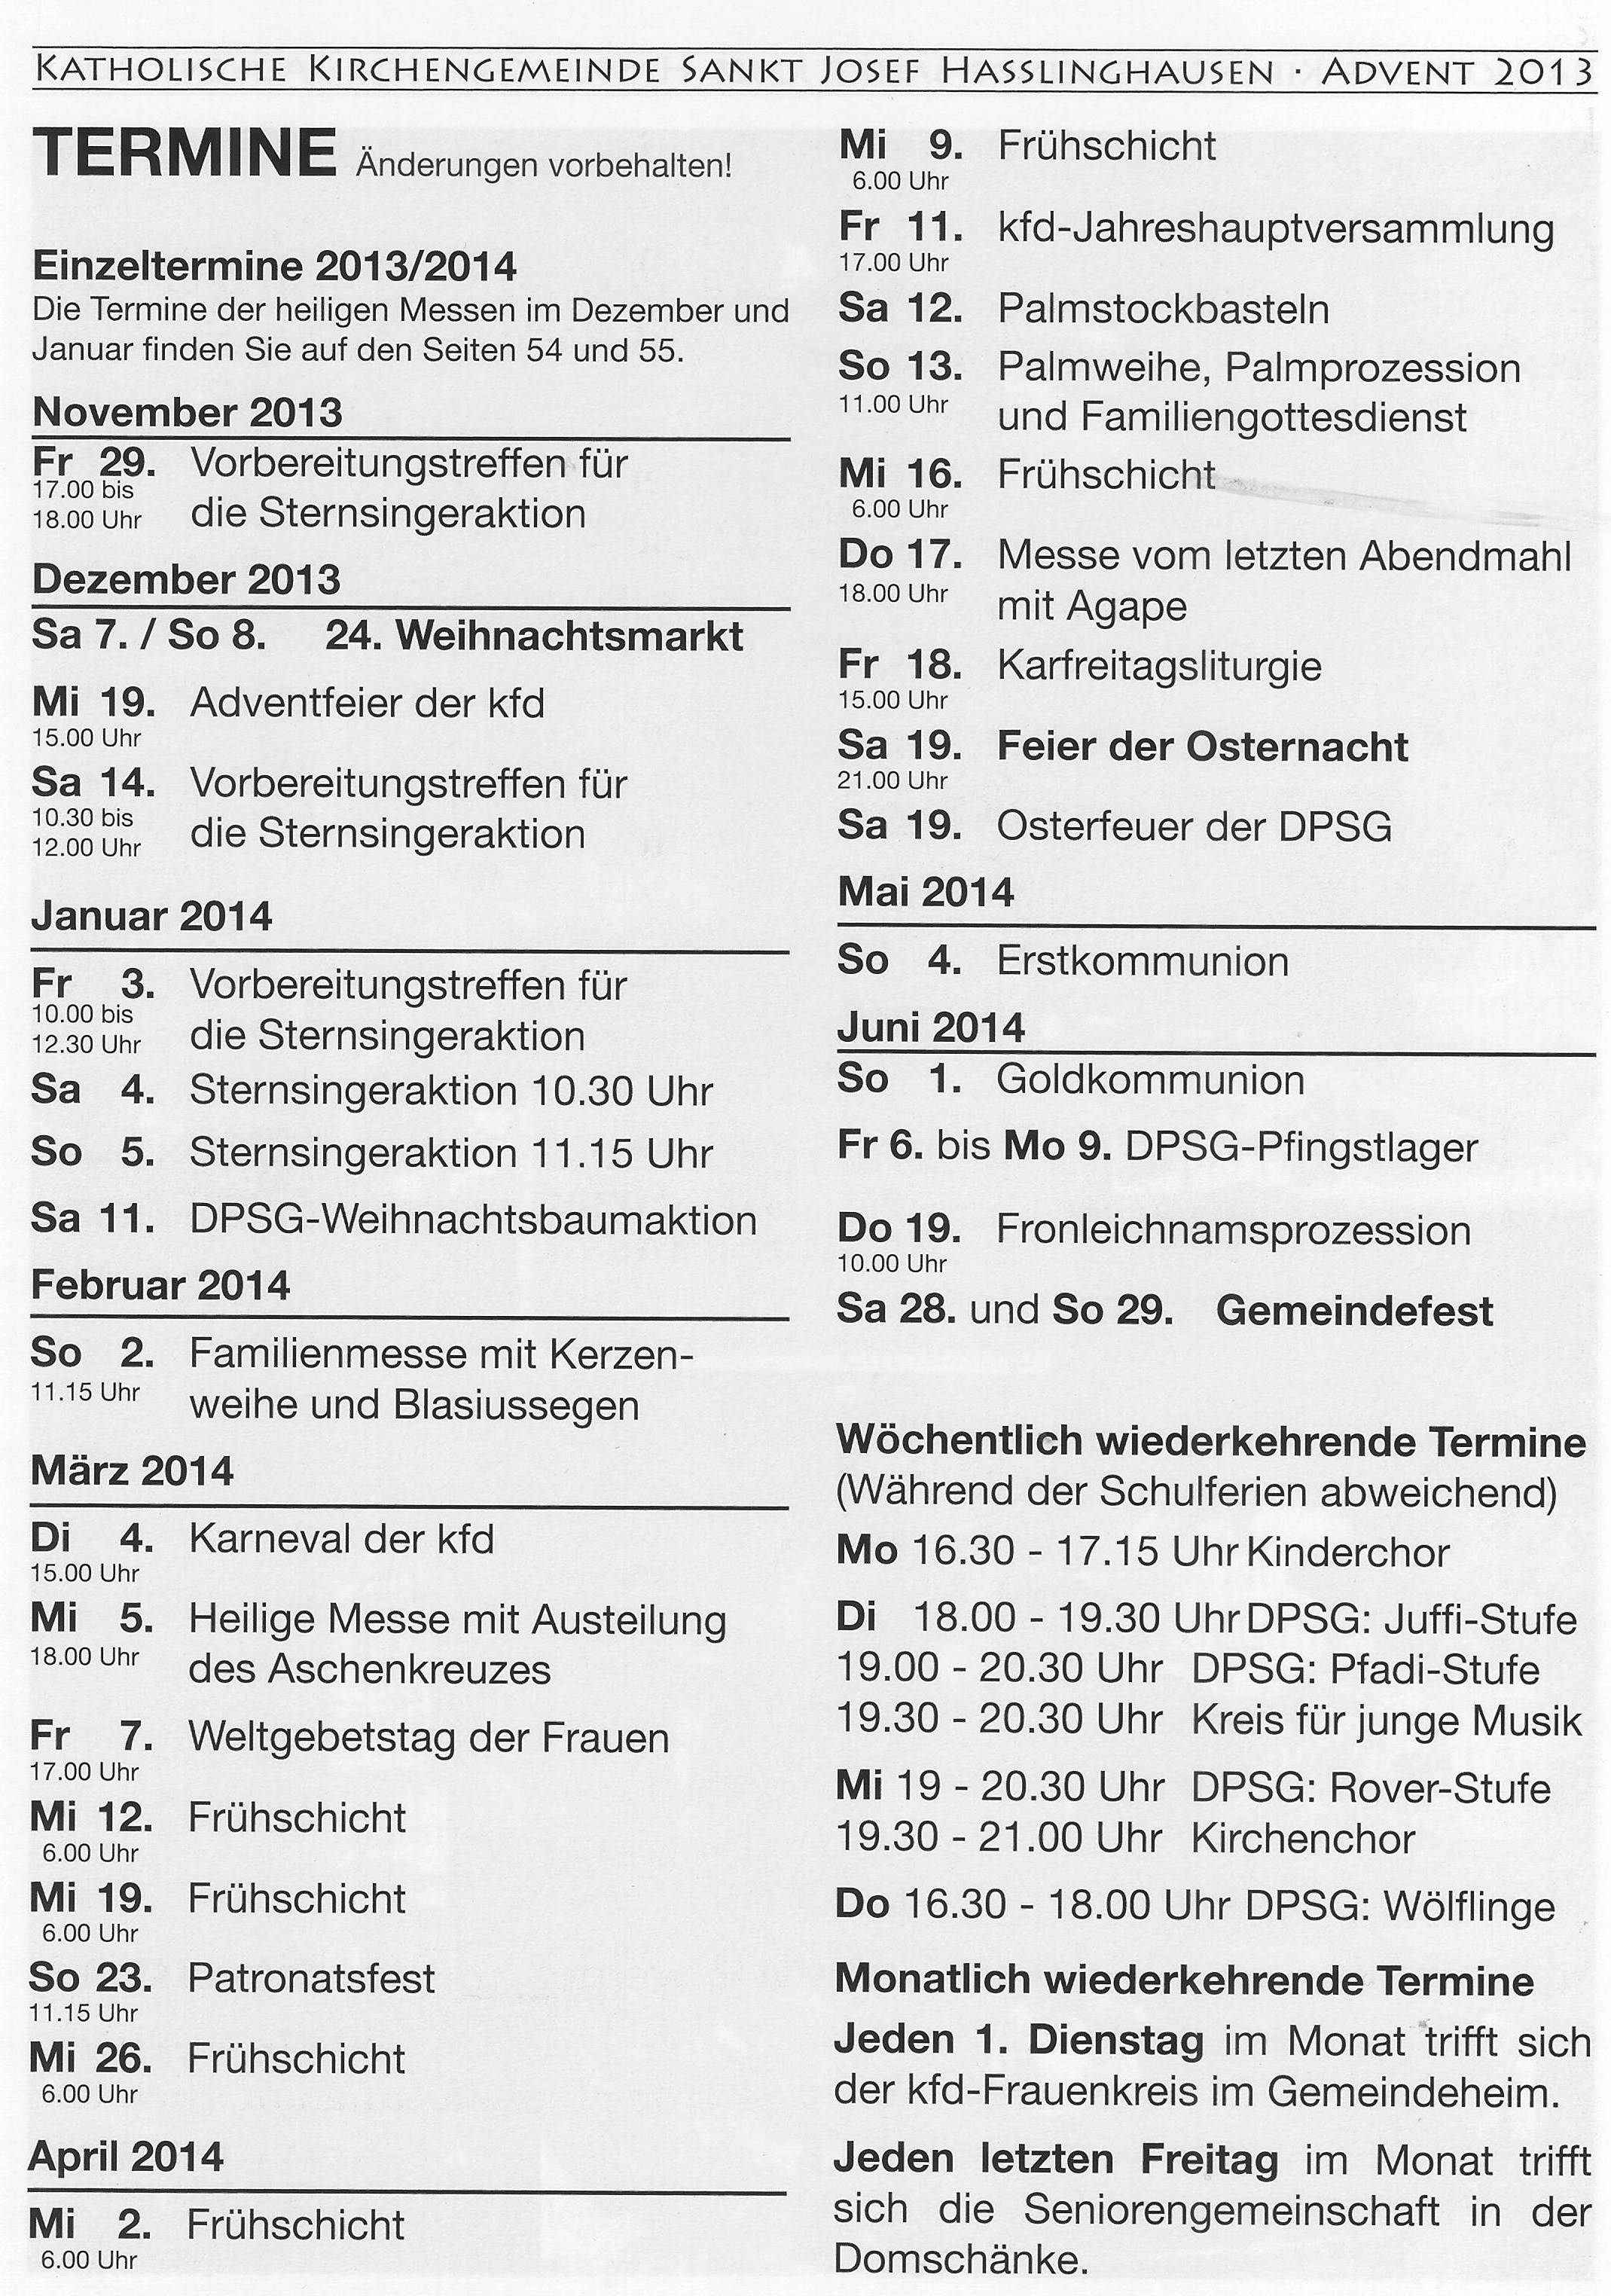 KATHOLISCHE KIRCHENGEMEINDE SANKT JOSEF HASSLINGHAUSEN · ADVENT 2013
TERMINE Änderungen vorbehalten!
Einzeltermine 2013/2014
Die Termine der heiligen Messen im Dezember und
Januar finden Sie auf den Seiten 54 und 55.
November 2013
Fr 29. Vorbereitungstreffen für
17.00 bis
18.00 Uhr die Sternsingeraktion
Dezember 2013
Sa 7. / So 8. 24. Weihnachtsmarkt
Mi 19. Adventfeier der kfd
15.00 Uhr
Sa 14. Vorbereitungstreffen für
10.30 bis
12.00 Uhr die Sternsingeraktion
Januar 2014
Fr 3. Vorbereitungstreffen für
10.00 bis
12.30 Uhr die Sternsingeraktion
Sa 4. Sternsingeraktion 10.30 Uhr
So 5. Sternsingeraktion 11.15 Uhr
Sa 11. DPSG-Weihnachtsbaumaktion
Februar 2014
So 2. Familienmesse mit Kerzen-
11.15 Uhr weihe und Blasiussegen
März 2014
Di 4. Karneval der kfd
15.00 Uhr
Mi 5. Heilige Messe mit Austeilung
18.00 Uhr des Aschenkreuzes
Fr 7. Weltgebetstag der Frauen
17.00 Uhr
Mi 12. Frühschicht
6.00 Uhr
Mi 19. Frühschicht
6.00 Uhr
So 23. Patronatsfest
11.15 Uhr
Mi 26. Frühschicht
6.00 Uhr
April 2014
Mi 2. Frühschicht
6.00 Uhr
Mi 9. Frühschicht
6.00 Uhr
Fr 11. kfd-Jahreshauptversammlung
17.00 Uhr
Sa 12. Palmstockbasteln
So 13. Palmweihe, Palmprozession
11.00 Uhr und Familiengottesdienst
Mi 16. Frühschicht
6.00 Uhr
Do 17. Messe vom letzten Abendmahl
18.00 Uhr mit Agape
Fr 18. Karfreitagsliturgie
15.00 Uhr
Sa 19. Feier der Osternacht
21.00 Uhr
Sa 19. Osterfeuer der DPSG
Mai 2014
So 4. Erstkommunion
Juni 2014
So 1. Goldkommunion
Fr 6. bis Mo 9. DPSG-Pfingstlager
Do 19. Fronleichnamsprozession
10.00 Uhr
Sa 28. und So 29. Gemeindefest
Wöchentlich wiederkehrende Termine
(Während der Schulferien abweichend)
Mo 16.30 - 17.15 Uhr Kinderchor
Di 18.00 - 19.30 Uhr DPSG: Juffi-Stufe
19.00 - 20.30 Uhr DPSG: Pfadi-Stufe
19.30 - 20.30 Uhr Kreis für junge Musik
Mi 19 - 20.30 Uhr DPSG: Rover-Stufe
19.30 - 21.00 Uhr Kirchenchor
Do 16.30 - 18.00 Uhr DPSG: Wölflinge
Monatlich wiederkehrende Termine
Jeden 1. Dienstag im Monat trifft sich
der kfd-Frauenkreis im Gemeindeheim.
Jeden letzten Freitag im Monat trifft
sich die Seniorengemeinschaft in der
Domschänke.